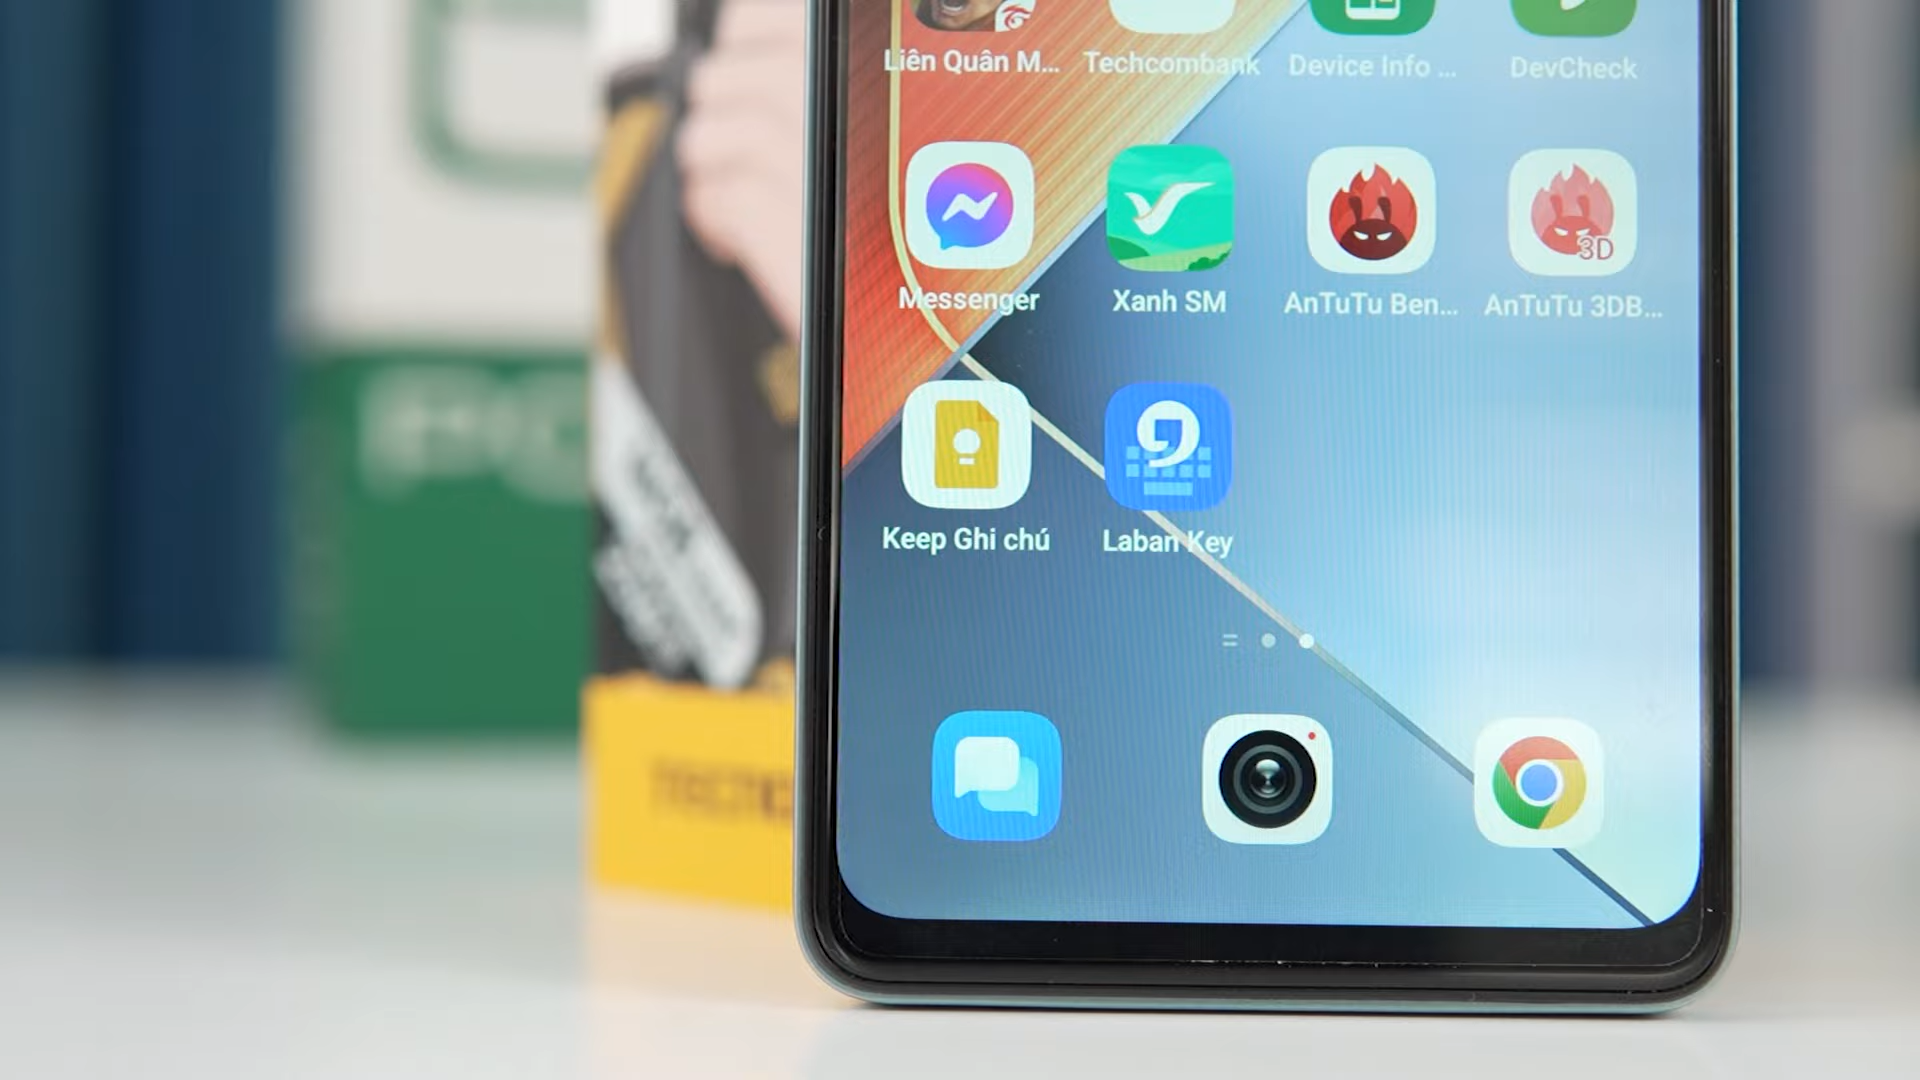 Liên Quân M...
Techcombank
Device Info ...
DevCheck
Messenger
Xanh SM
AnTuTu Ben...
3D
AnTuTu 3DB...
Keep Ghi chú
Laban Key